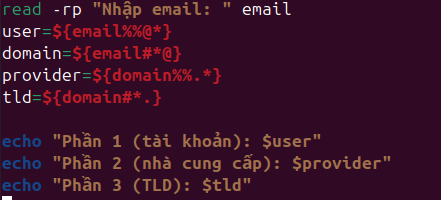 read -rp "Nhập email: " email
user=${email%%@*}
domain=${email#*@}
provider=${domain%%.*}
tld=${domain#*.}
echo "Phần 1 (tài khoản): $user"
echo "Phần 2 (nhà cung cấp): $provider"
echo "Phần 3 (TLD): $tld"